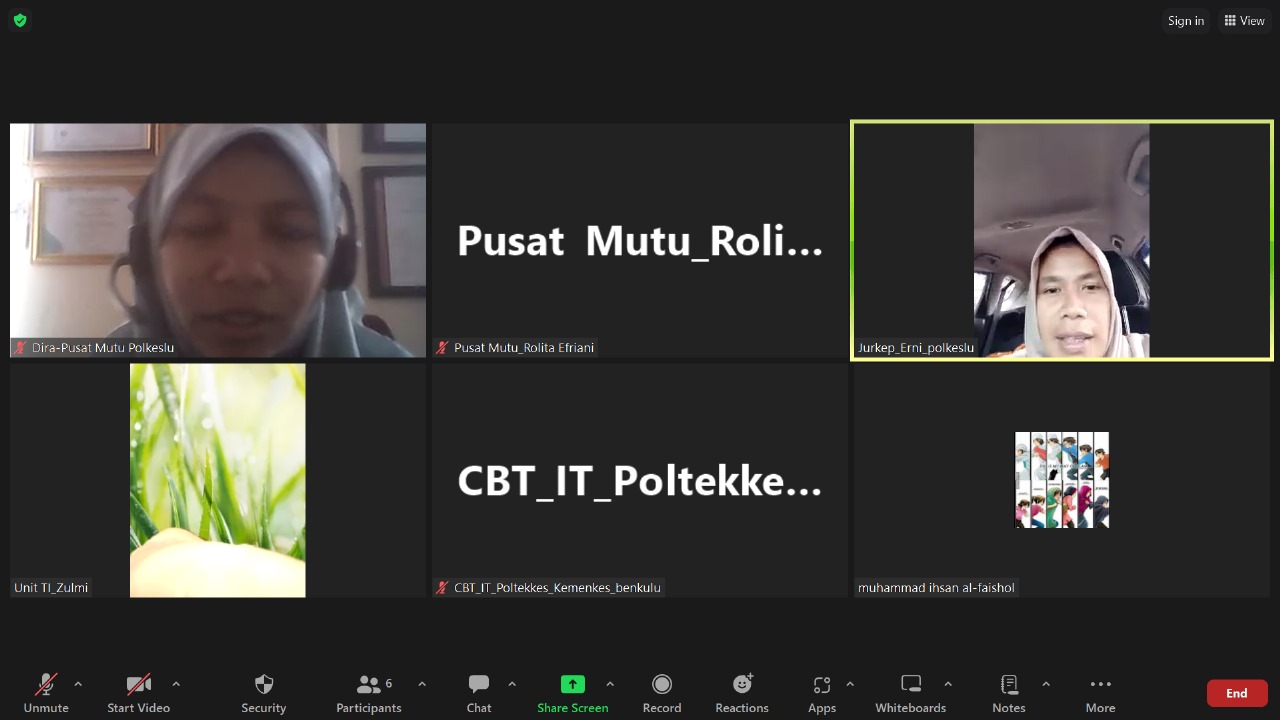 Sign in
View
Pusat Mutu_Roli...
Dira-Pusat Mutu Polkeslu
Pusat Mutu_Rolita Efriani
Jurkep_Erni_polkeslu
CBT_IT_Poltekke...
Unit TI_Zulmi
CBT_IT_Poltekkes_Kemenkes_benkulu
muhammad ihsan al-faishol
6
Unmute
Start Video
Security
Participants
Chat
Share Screen
Record
Reactions
Apps
Whiteboards
Notes
More
End